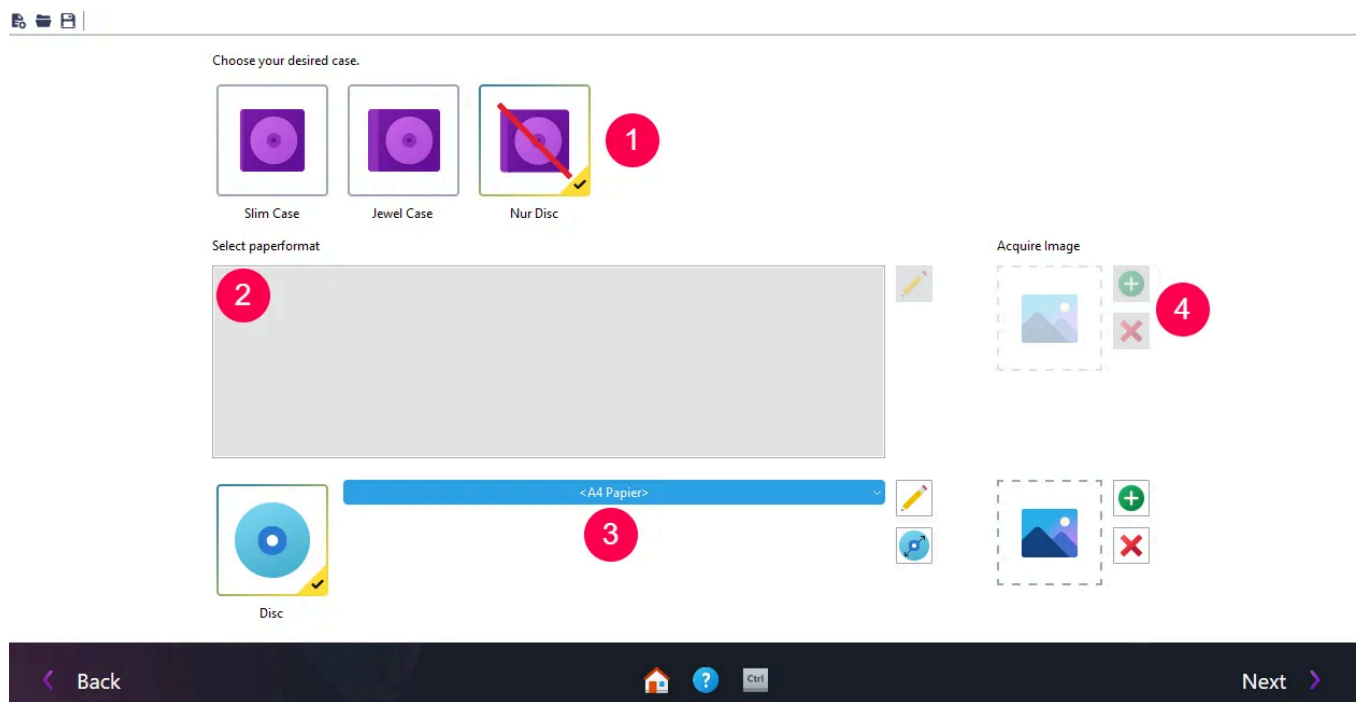 Choose your desired case.
1
Slim Case Jewel Case Nur Disc
Select paperformat Acquire Image
2
4
<A4 Papier>
3
Disc
Back ? Ctrl Next